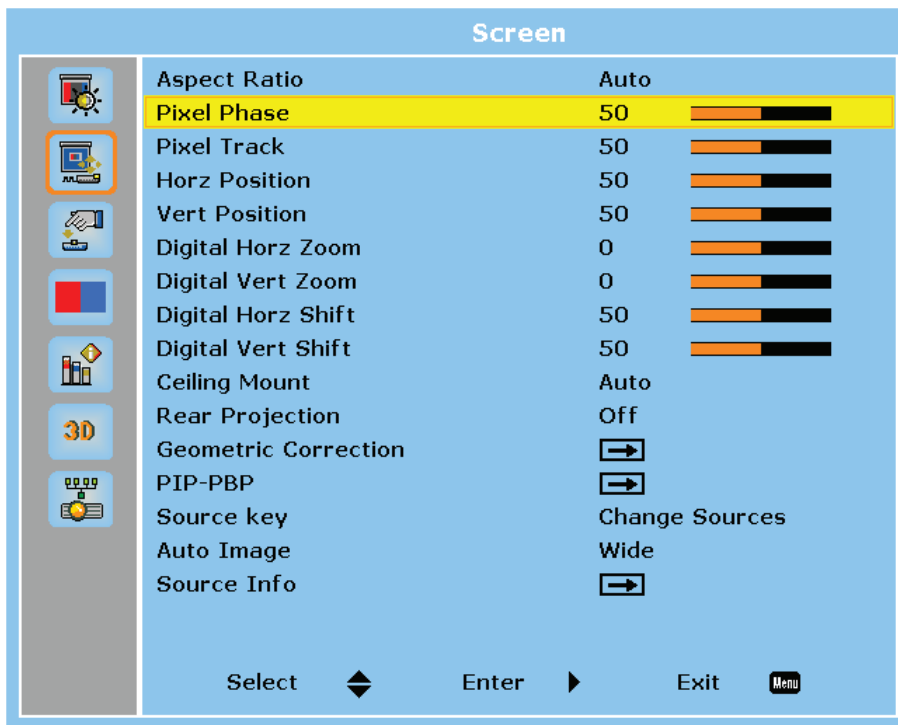 Screen
Aspect Ratio Auto
Pixel Phase 50
Pixel Track 50
Horz Position 50
Vert Position 50
Digital Horz Zoom 0
Digital Vert Zoom 0
Digital Horz Shift 50
Digital Vert Shift 50
Ceiling Mount Auto
Rear Projection Off
3D
Geometric Correction
PIP-PBP
Source key Change Sources
Auto Image Wide
Source Info
Select Enter Exit Menu